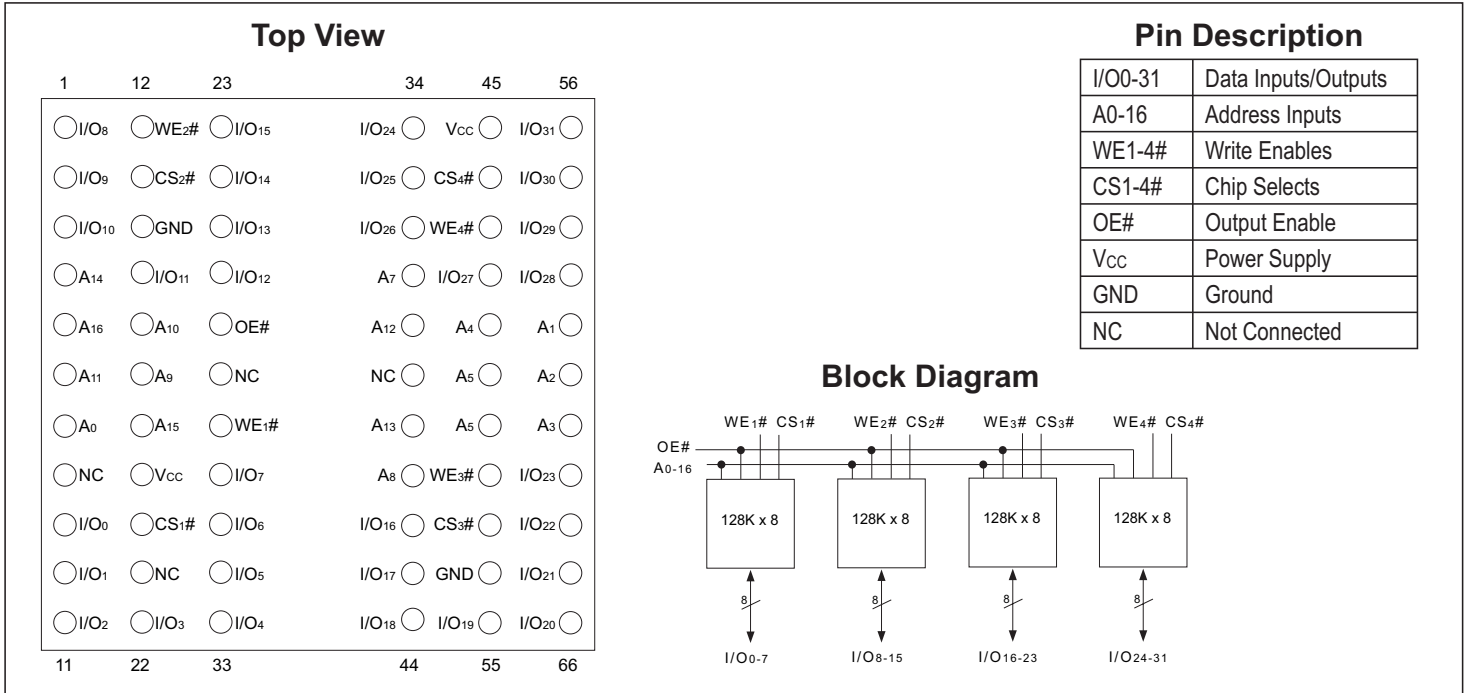 Top View
1 12 23 34 45 56
I/O8 WE2# I/O15 I/O24 Vcc I/O31
I/O9 CS2# I/O14 I/O25 CS4# I/O30
I/O10 GND I/O13 I/O26 WE4# I/O29
A14 I/O11 I/O12 A7 I/O27 I/O28
A16 A10 OE# A12 A4 A1
A11 A9 NC NC A5 A2
A0 A15 WE1# A13 A5 A3
NC Vcc I/O7 A8 WE3# I/O23
I/O0 CS1# I/O6 I/O16 CS3# I/O22
I/O1 NC I/O5 I/O17 GND I/O21
I/O2 I/O3 I/O4 I/O18 I/O19 I/O20
11 22 33 44 55 66
Pin Description
I/O0-31 Data Inputs/Outputs
A0-16 Address Inputs
WE1-4# Write Enables
CS1-4# Chip Selects
OE# Output Enable
Vcc Power Supply
GND Ground
NC Not Connected
Block Diagram
WE1# CS1# WE2# CS2# WE3# CS3# WE4# CS4#
OE#
A0-16
128K x 8 128K x 8 128K x 8 128K x 8
8 8 8 8
I/O0-7 I/O8-15 I/O16-23 I/O24-31